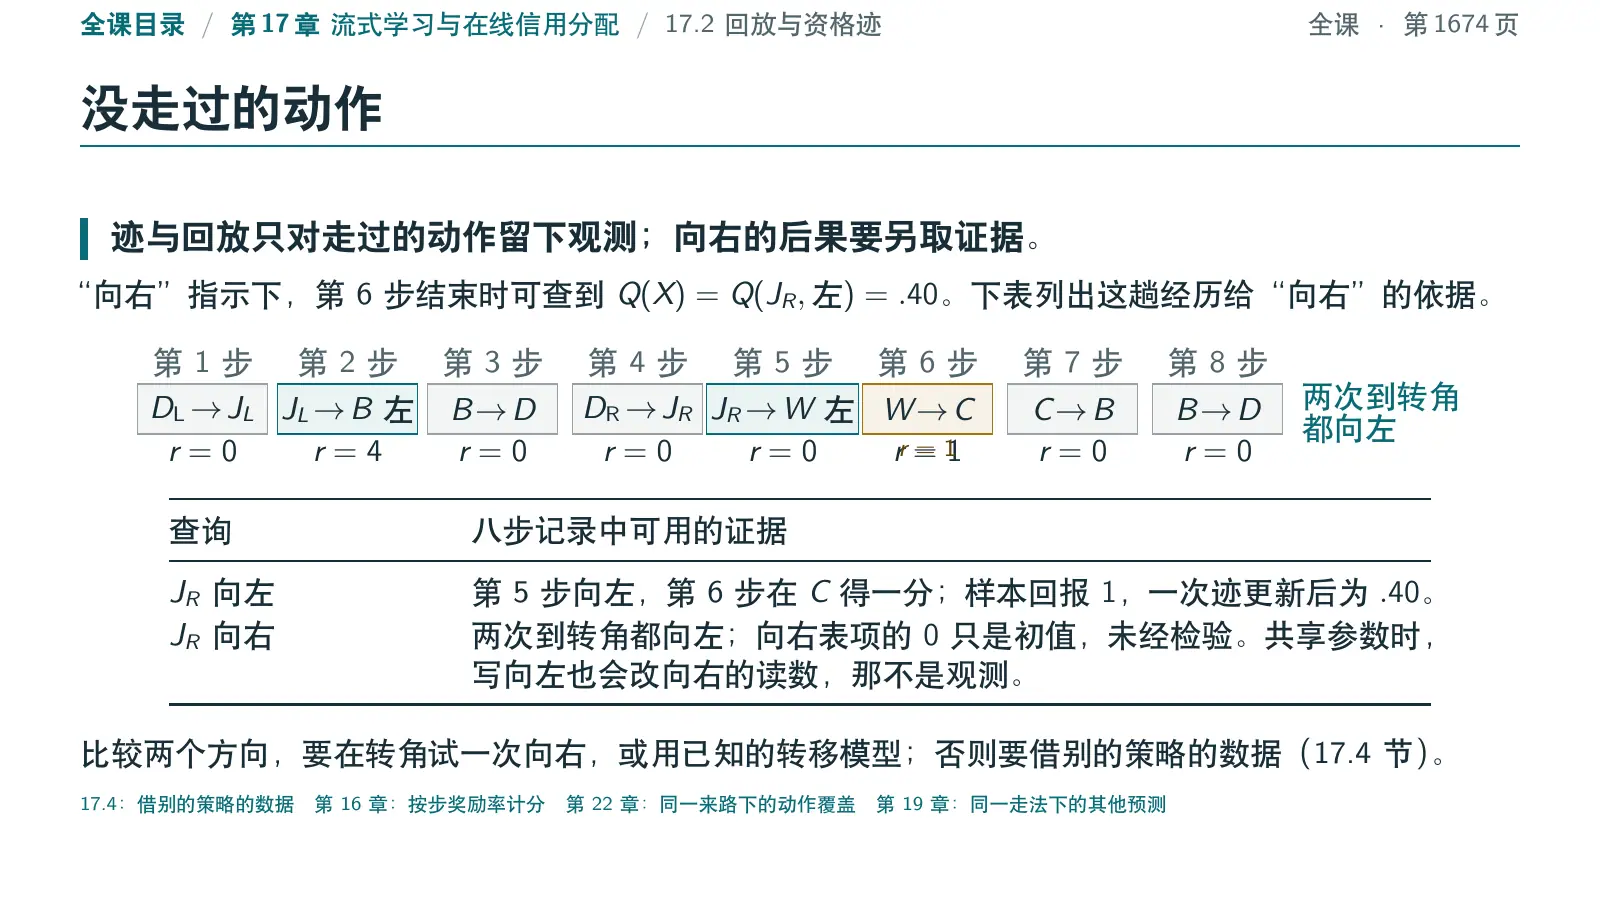 全课目录 / 第17章 流式学习与在线信用分配 / 17.2 回放与资格迹
全课 · 第1674页
没走过的动作
迹与回放只对走过的动作留下观测；向右的后果要另取证据。
“向右”指示下，第 6 步结束时可查到 Q(X) = Q(J_R, 左) = .40。下表列出这趟经历给“向右”的依据。
第 1 步 第 2 步 第 3 步 第 4 步 第 5 步 第 6 步 第 7 步 第 8 步
D_L→J_L J_L→B 左 B→D D_R→J_R J_R→W 左 W→C C→B B→D
r = 0 r = 4 r = 0 r = 0 r = 0 r = 1 r = 0 r = 0
两次到转角
都向左
查询 八步记录中可用的证据
J_R 向左 第 5 步向左，第 6 步在 C 得一分；样本回报 1，一次迹更新后为 .40。
J_R 向右 两次到转角都向左；向右表项的 0 只是初值，未经检验。共享参数时，
写向左也会改向右的读数，那不是观测。
比较两个方向，要在转角试一次向右，或用已知的转移模型；否则要借别的策略的数据（17.4 节）。
17.4：借别的策略的数据 第 16 章：按步奖励率计分 第 22 章：同一来路下的动作覆盖 第 19 章：同一走法下的其他预测